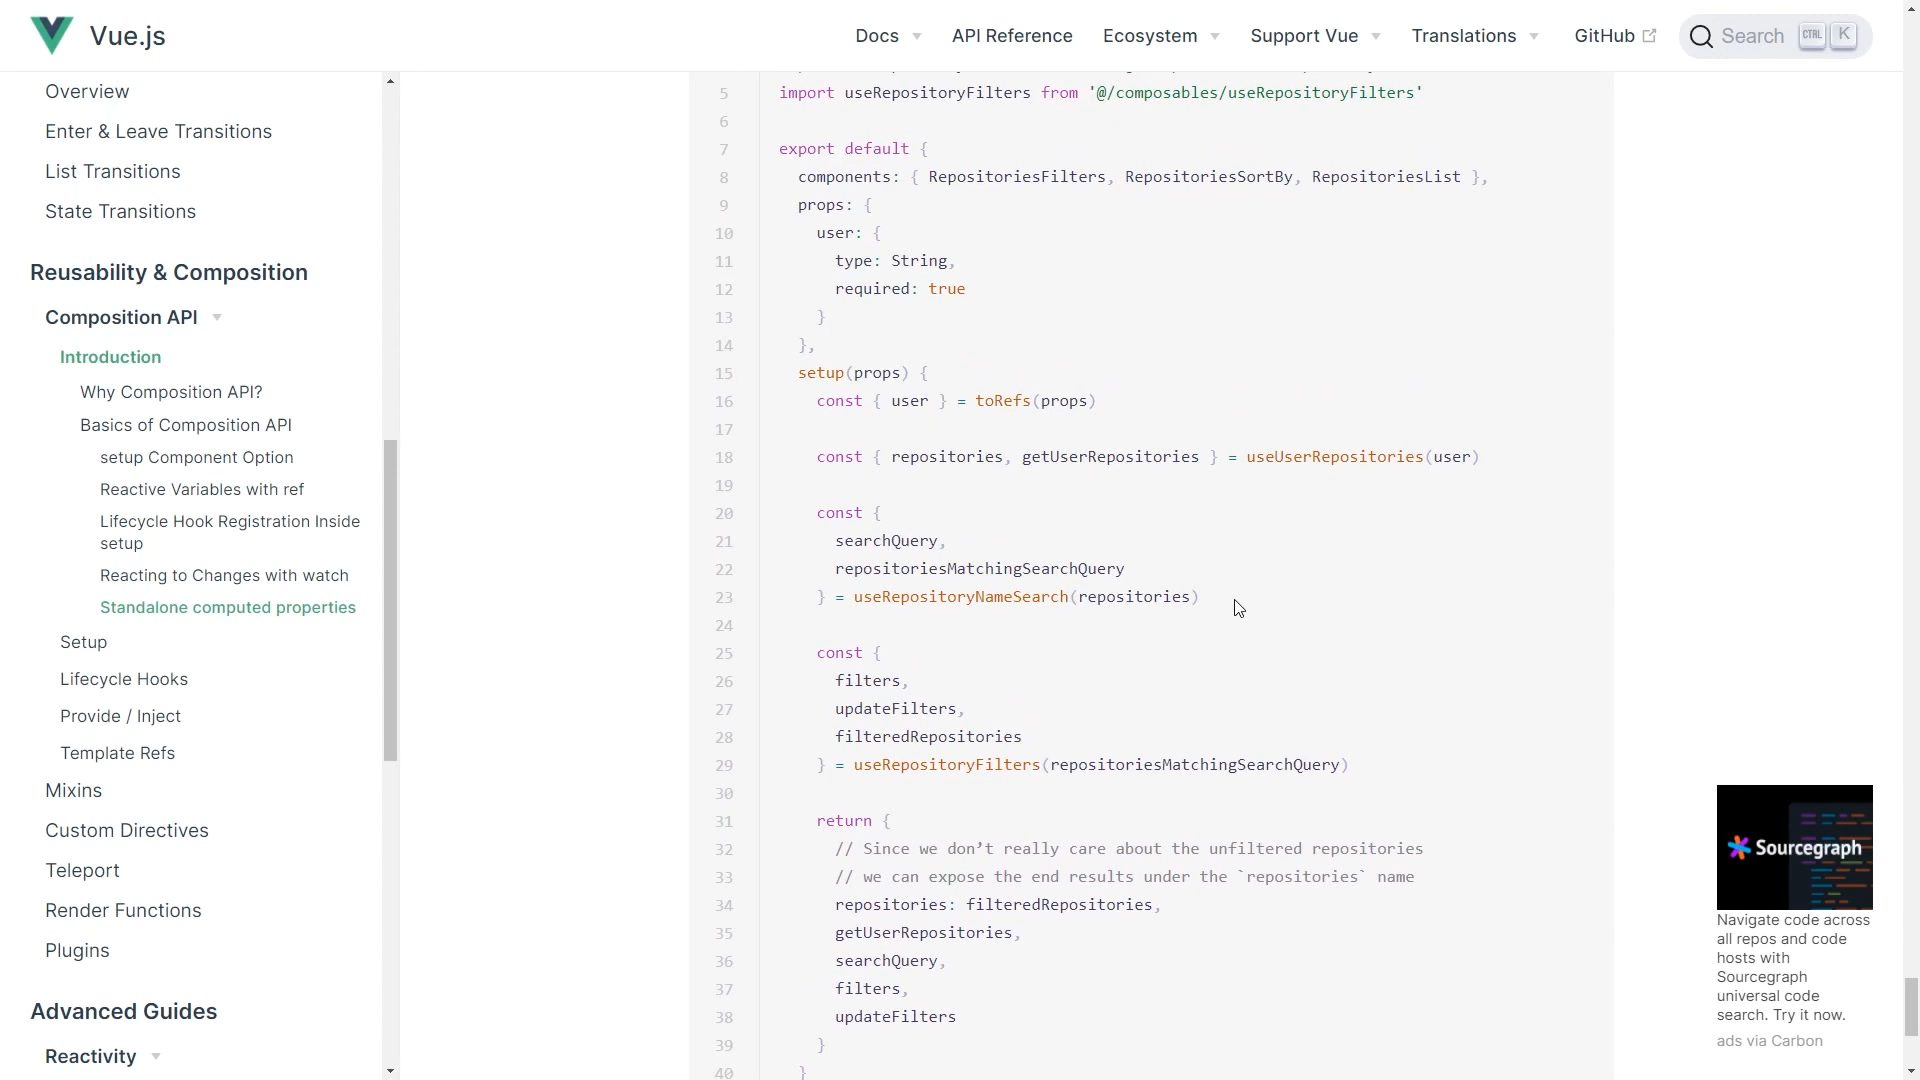 Vue.js
Docs
API Reference
Ecosystem
Support Vue
Translations
GitHub
Search
CTRL
K
Overview
Enter & Leave Transitions
List Transitions
State Transitions
Reusability & Composition
Composition API
Introduction
Why Composition API?
Basics of Composition API
setup Component Option
Reactive Variables with ref
Lifecycle Hook Registration Inside
setup
Reacting to Changes with watch
Standalone computed properties
Setup
Lifecycle Hooks
Provide / Inject
Template Refs
Mixins
Custom Directives
Teleport
Render Functions
Plugins
Advanced Guides
Reactivity
5 import useRepositoryFilters from '@/composables/useRepositoryFilters'
6
7 export default {
8 components: { RepositoriesFilters, RepositoriesSortBy, RepositoriesList },
9 props: {
10 user: {
11 type: String,
12 required: true
13 }
14 },
15 setup(props) {
16 const { user } = toRefs(props)
17
18 const { repositories, getUserRepositories } = useUserRepositories(user)
19
20 const {
21 searchQuery,
22 repositoriesMatchingSearchQuery
23 } = useRepositoryNameSearch(repositories)
24
25 const {
26 filters,
27 updateFilters,
28 filteredRepositories
29 } = useRepositoryFilters(repositoriesMatchingSearchQuery)
30
31 return {
32 // Since we don’t really care about the unfiltered repositories
33 // we can expose the end results under the `repositories` name
34 repositories: filteredRepositories,
35 getUserRepositories,
36 searchQuery,
37 filters,
38 updateFilters
39 }
40 }
Sourcegraph
Navigate code across
all repos and code
hosts with
Sourcegraph
universal code
search. Try it now.
ads via Carbon